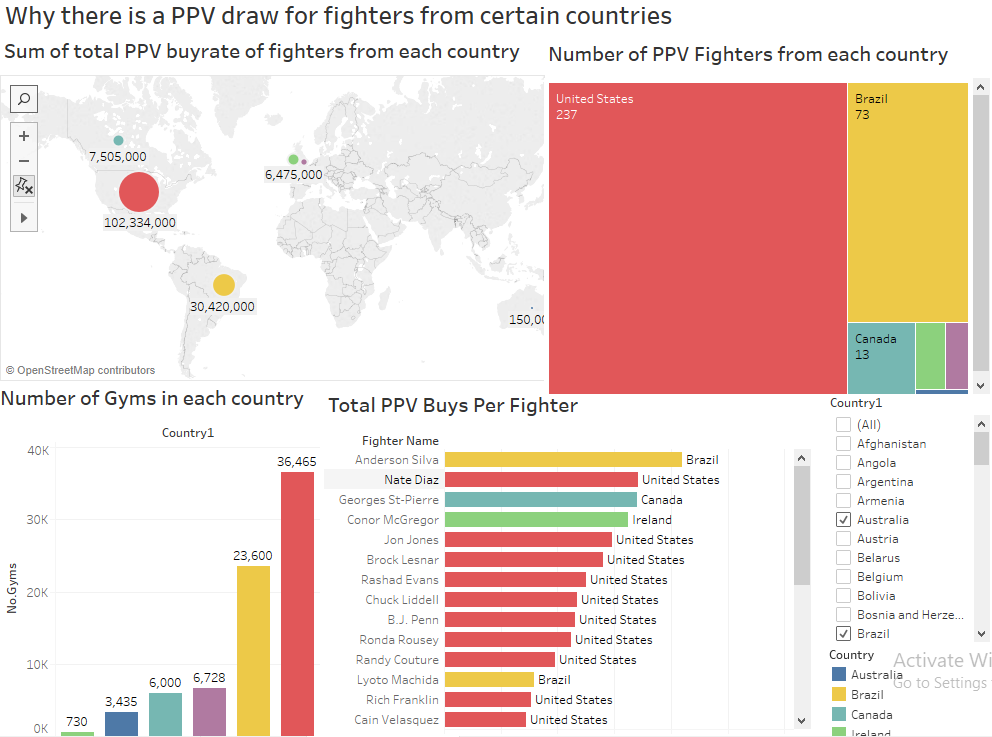 Why there is a PPV draw for fighters from certain countries
Sum of total PPV buyrate of fighters from each country
Number of PPV Fighters from each country
7,505,000
102,334,000
6,475,000
30,420,000
150,00
© OpenStreetMap contributors
United States
237
Brazil
73
Canada
13
Number of Gyms in each country
Country1
No.Gyms
40K
30K
20K
10K
0K
730
3,435
6,000
6,728
23,600
36,465
Total PPV Buys Per Fighter
Fighter Name
Anderson Silva Brazil
Nate Diaz United States
Georges St-Pierre Canada
Conor McGregor Ireland
Jon Jones United States
Brock Lesnar United States
Rashad Evans United States
Chuck Liddell United States
B.J. Penn United States
Ronda Rousey United States
Randy Couture United States
Lyoto Machida Brazil
Rich Franklin United States
Cain Velasquez United States
Country1
(All)
Afghanistan
Angola
Argentina
Armenia
Australia
Austria
Belarus
Belgium
Bolivia
Bosnia and Herze...
Brazil
Country
Australia
Brazil
Canada
Ireland
Activate Wi
Go to Settings